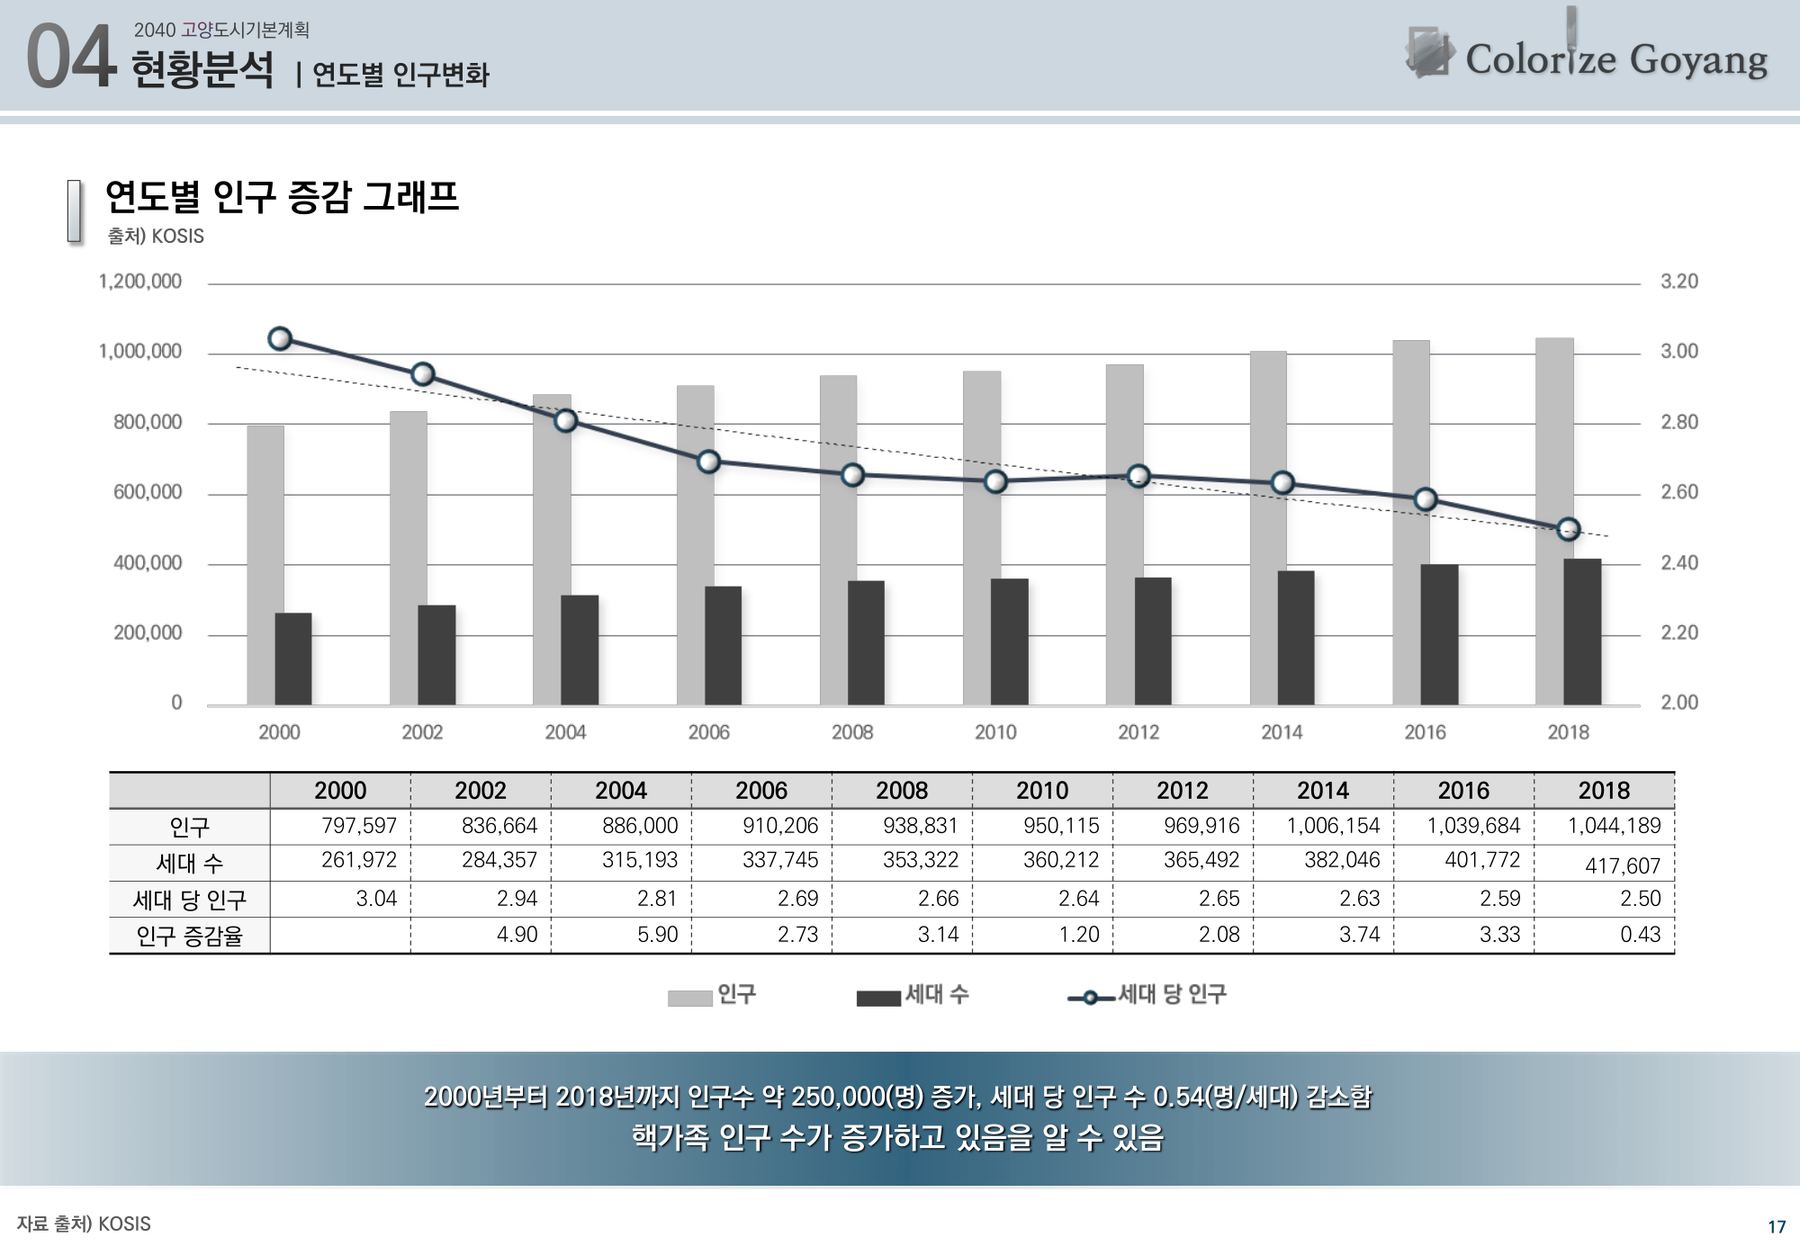 04
2040 고양도시기본계획
현황분석 | 연도별 인구변화
Colorize Goyang
연도별 인구 증감 그래프
출처) KOSIS
1,200,000 3.20
1,000,000 3.00
800,000 2.80
600,000 2.60
400,000 2.40
200,000 2.20
0 2.00
2000 2002 2004 2006 2008 2010 2012 2014 2016 2018
2000 2002 2004 2006 2008 2010 2012 2014 2016 2018
인구 797,597 836,664 886,000 910,206 938,831 950,115 969,916 1,006,154 1,039,684 1,044,189
세대 수 261,972 284,357 315,193 337,745 353,322 360,212 365,492 382,046 401,772 417,607
세대 당 인구 3.04 2.94 2.81 2.69 2.66 2.64 2.65 2.63 2.59 2.50
인구 증감율 4.90 5.90 2.73 3.14 1.20 2.08 3.74 3.33 0.43
인구 세대 수 세대 당 인구
2000년부터 2018년까지 인구수 약 250,000(명) 증가, 세대 당 인구 수 0.54(명/세대) 감소함
핵가족 인구 수가 증가하고 있음을 알 수 있음
자료 출처) KOSIS
17